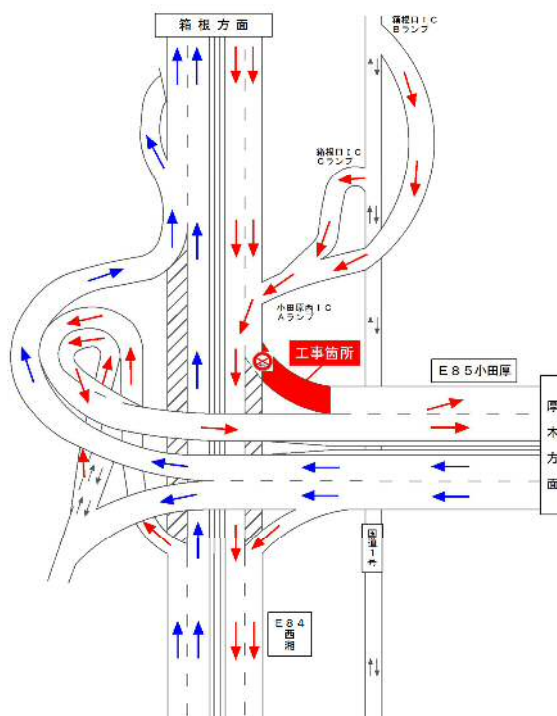 箱根方面
箱根口IC
Bランプ
箱根口IC
Cランプ
小田原西IC
Aランプ
工事箇所
E85小田厚
厚木方面
国道1号
E84
西湘